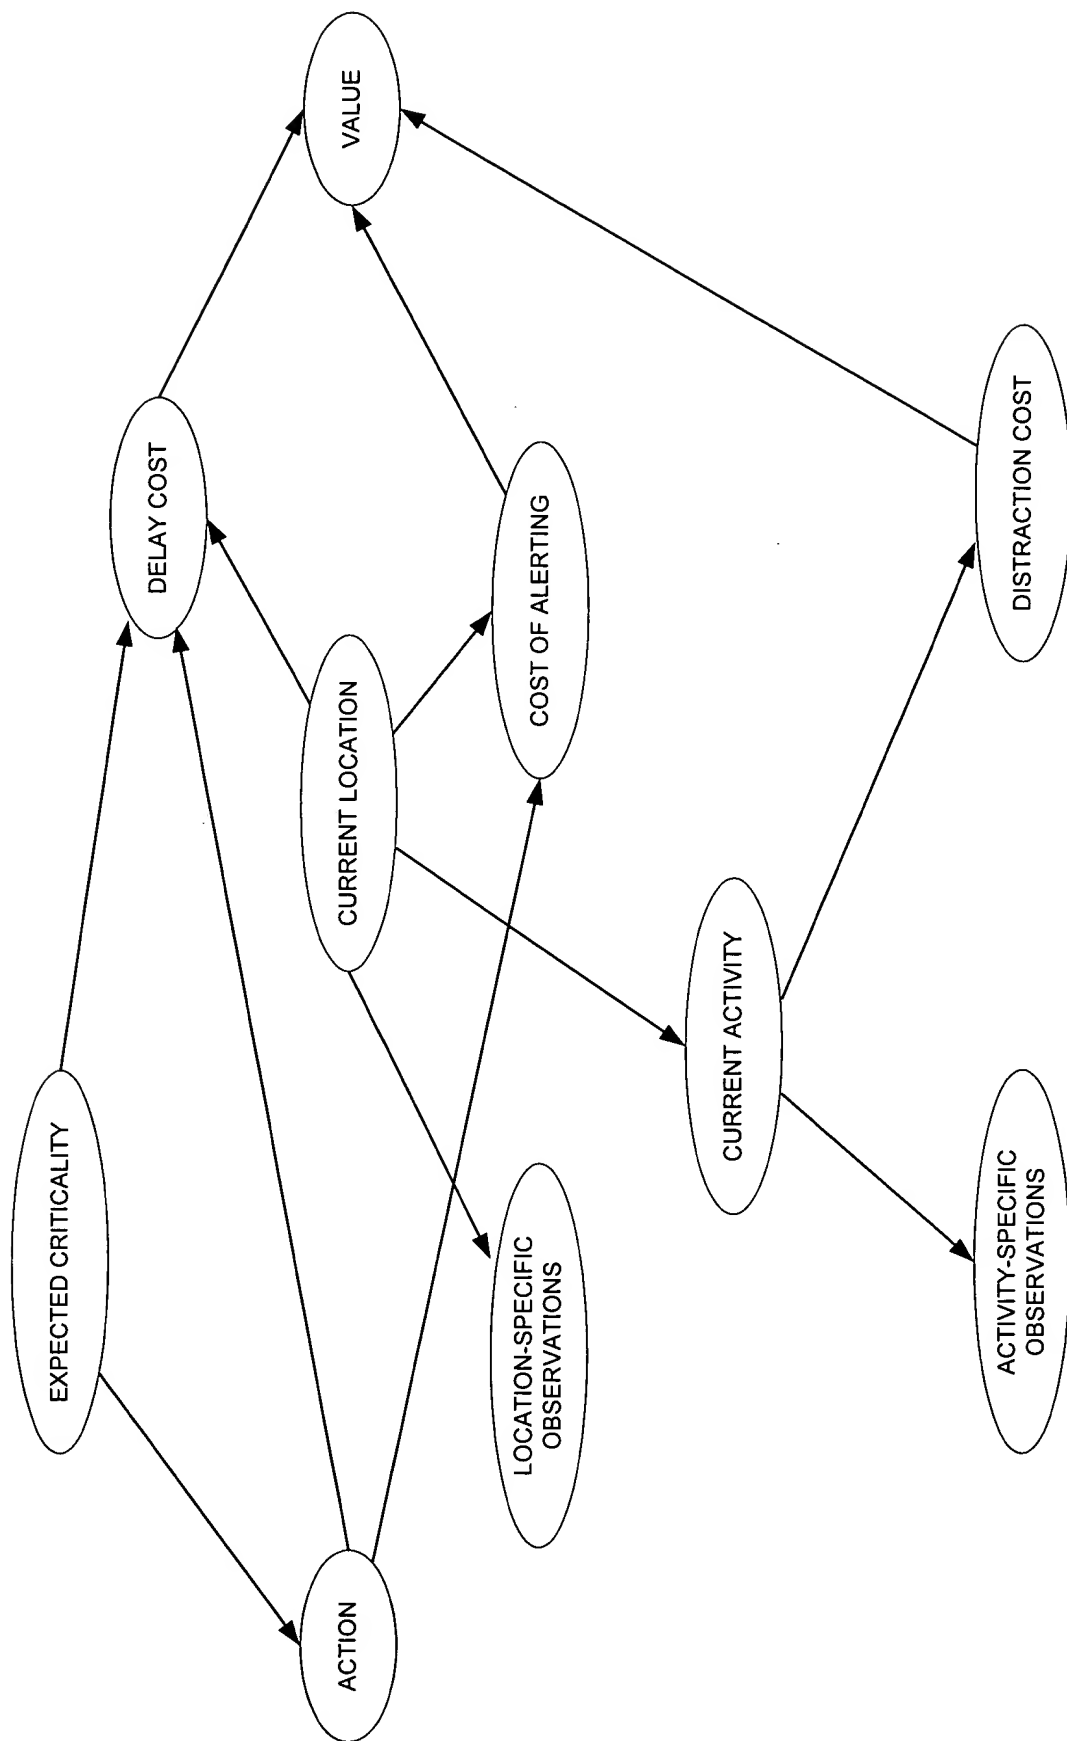 EXPECTED CRITICALITY
DELAY COST
ACTION
CURRENT LOCATION
VALUE
LOCATION-SPECIFIC
OBSERVATIONS
COST OF ALERTING
CURRENT ACTIVITY
ACTIVITY-SPECIFIC
OBSERVATIONS
DISTRACTION COST